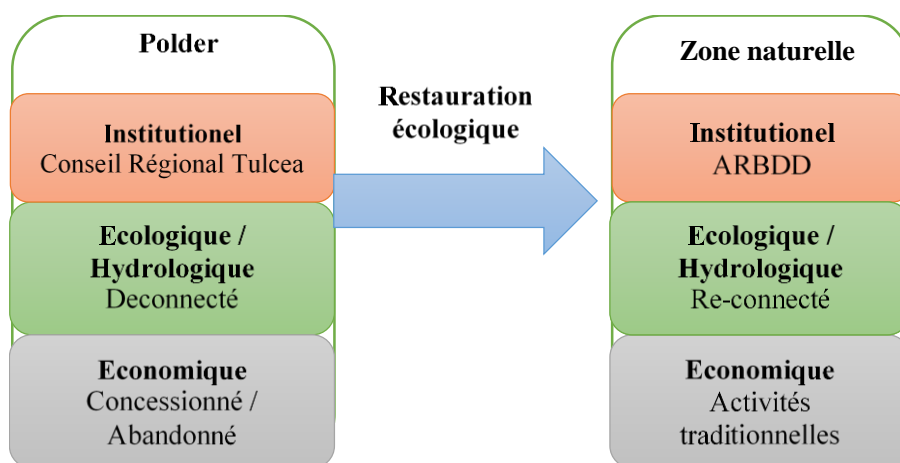 Polder
Institutionel
Conseil Régional Tulcea
Ecologique /
Hydrologique
Deconnecté
Economique
Concessionné /
Abandonné
Restauration
écologique
Zone naturelle
Institutionel
ARBDD
Ecologique /
Hydrologique
Re-connecté
Economique
Activités
traditionnelles